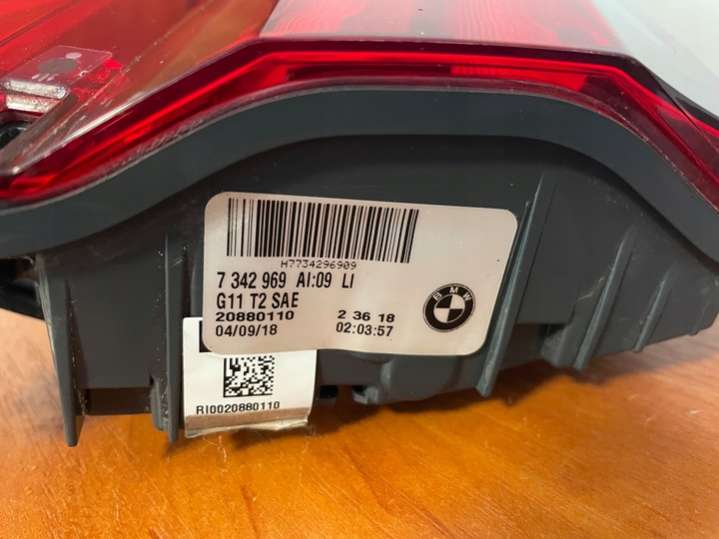 H7734296909
7 342 969 AI:09 LI
G11 T2 SAE
20880110 2 36 18
04/09/18 02:03:57
BMW
RI0020880110